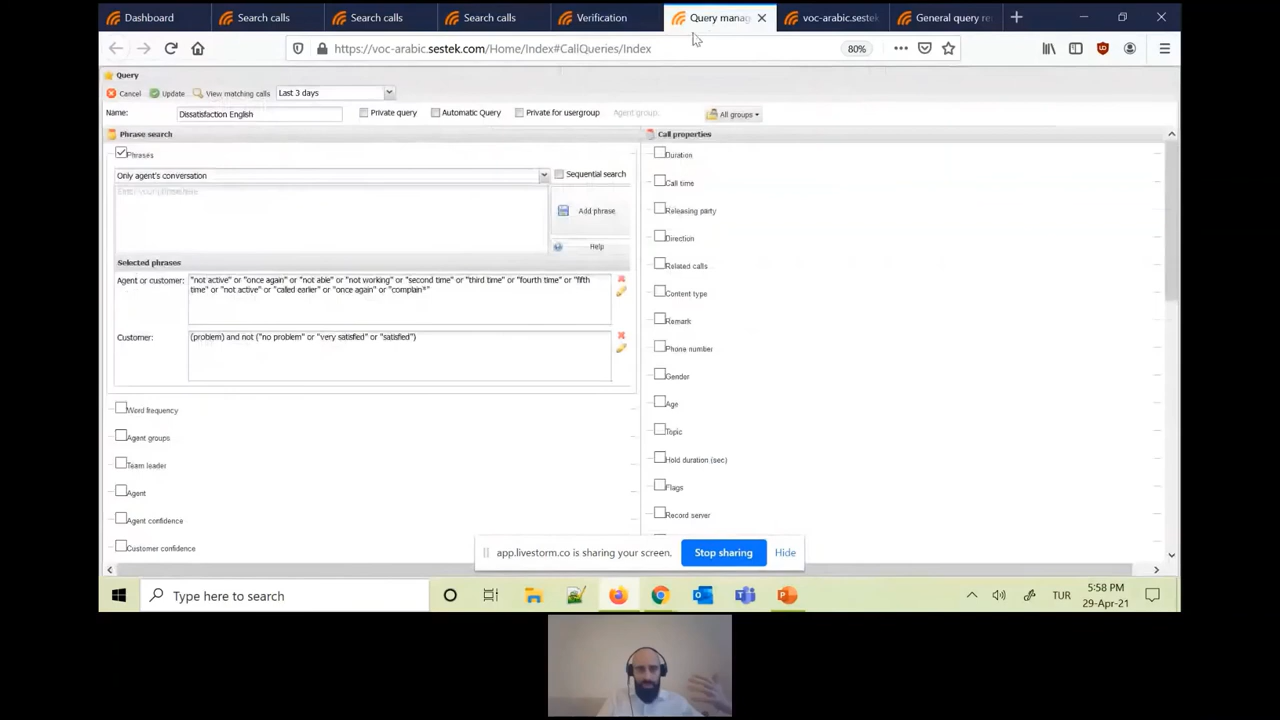 Dashboard
Search calls
Search calls
Search calls
Verification
Query manag
voc-arabic.sestek
General query re
https://voc-arabic.sestek.com/Home/Index#CallQueries/Index
80%
Query
Cancel
Update
View matching calls
Last 3 days
Name:
Dissatisfaction English
Private query
Automatic Query
Private for usergroup
Agent group:
All groups
Phrase search
Call properties
Phrases
Only agent's conversation
Sequential search
Enter your phrase here
Add phrase
Help
Selected phrases
Agent or customer:
"not active" or "once again" or "not able" or "not working" or "second time" or "third time" or "fourth time" or "fifth
time" or "not active" or "called earlier" or "once again" or "complain*"
Customer:
(problem) and not ("no problem" or "very satisfied" or "satisfied")
Word frequency
Agent groups
Team leader
Agent
Agent confidence
Customer confidence
Duration
Call time
Releasing party
Direction
Related calls
Content type
Remark
Phone number
Gender
Age
Topic
Hold duration (sec)
Flags
Record server
app.livestorm.co is sharing your screen.
Stop sharing
Hide
Type here to search
TUR
5:58 PM
29-Apr-21